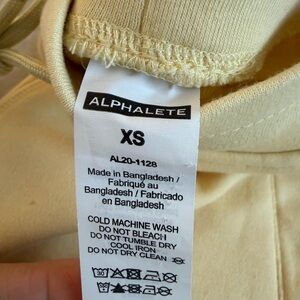 ALPHALETE
XS
AL20-1128
Made in Bangladesh /
Fabriqué au
Bangladesh / Fabricado
en Bangladesh
COLD MACHINE WASH
DO NOT BLEACH
DO NOT TUMBLE DRY
COOL IRON
DO NOT DRY CLEAN